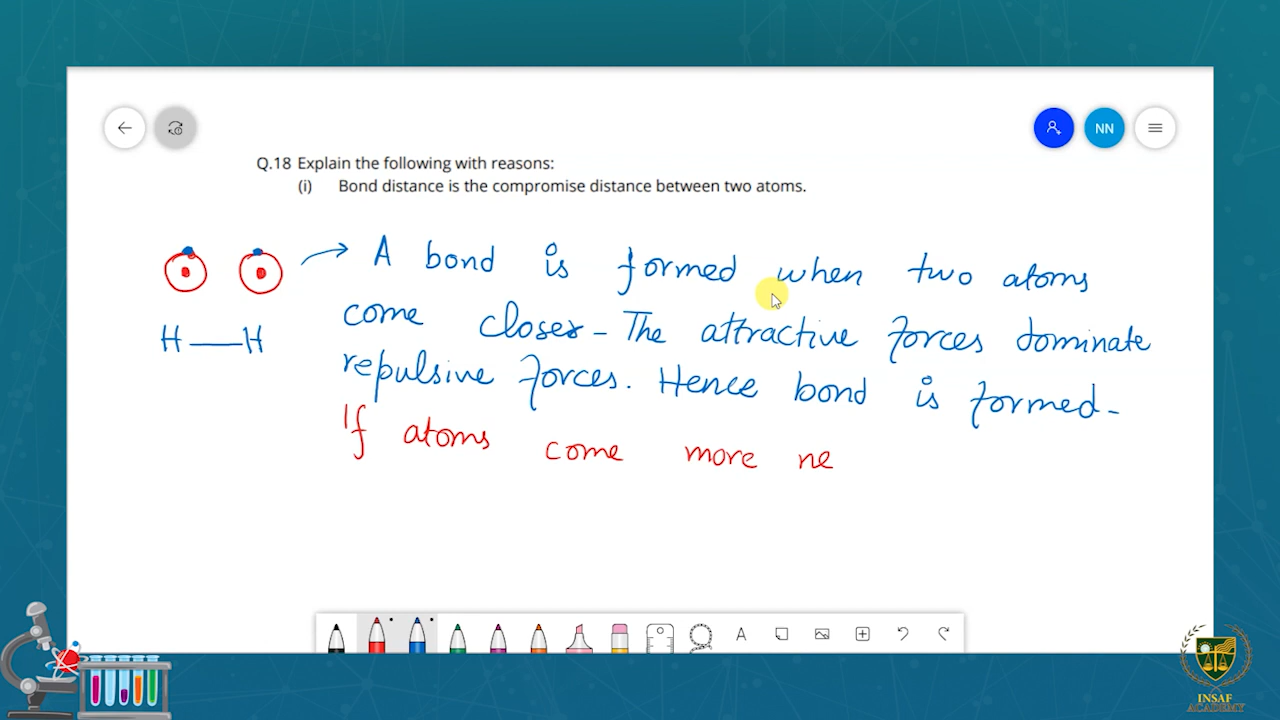 NN
Q.18 Explain the following with reasons:
(i) Bond distance is the compromise distance between two atoms.
A bond is formed when two atoms
come closer - The attractive forces dominate
H — H
repulsive forces. Hence bond is formed -
If atoms come more ne
A
INSAF
ACADEMY